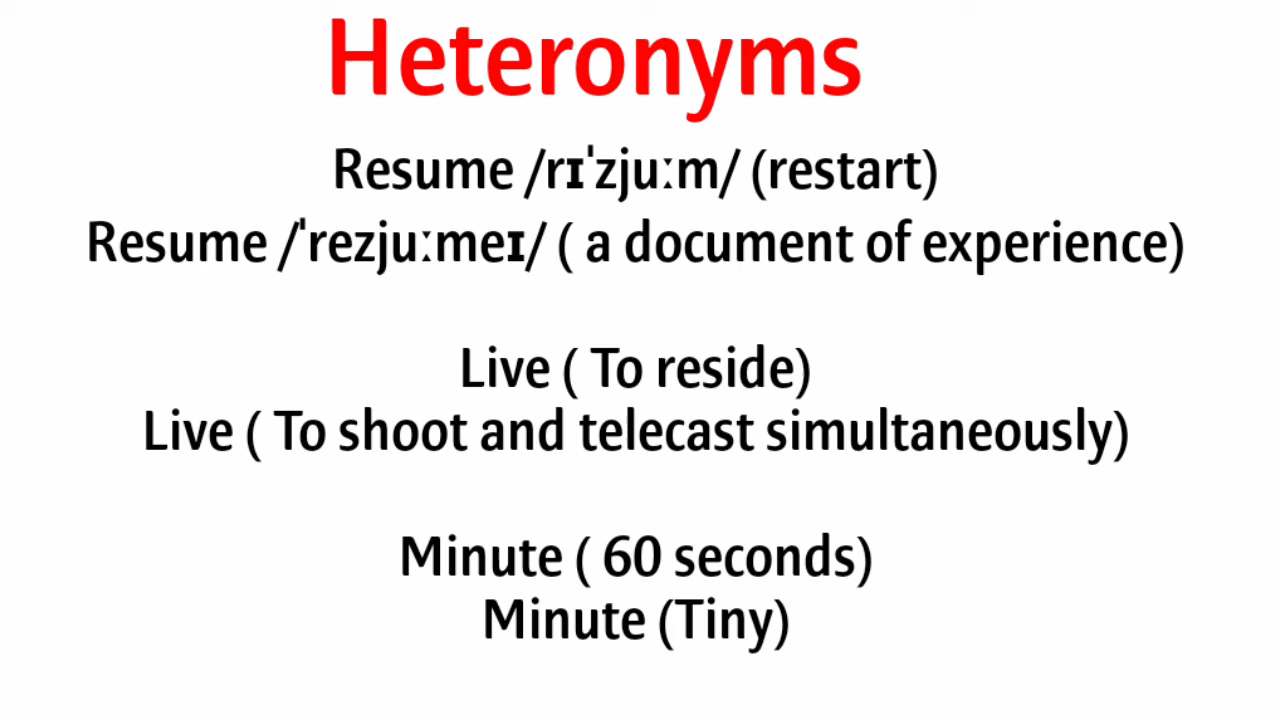 Heteronyms
Resume /rɪˈzjuːm/ (restart)
Resume /ˈrezjuːmeɪ/ ( a document of experience)
Live ( To reside)
Live ( To shoot and telecast simultaneously)
Minute ( 60 seconds)
Minute (Tiny)